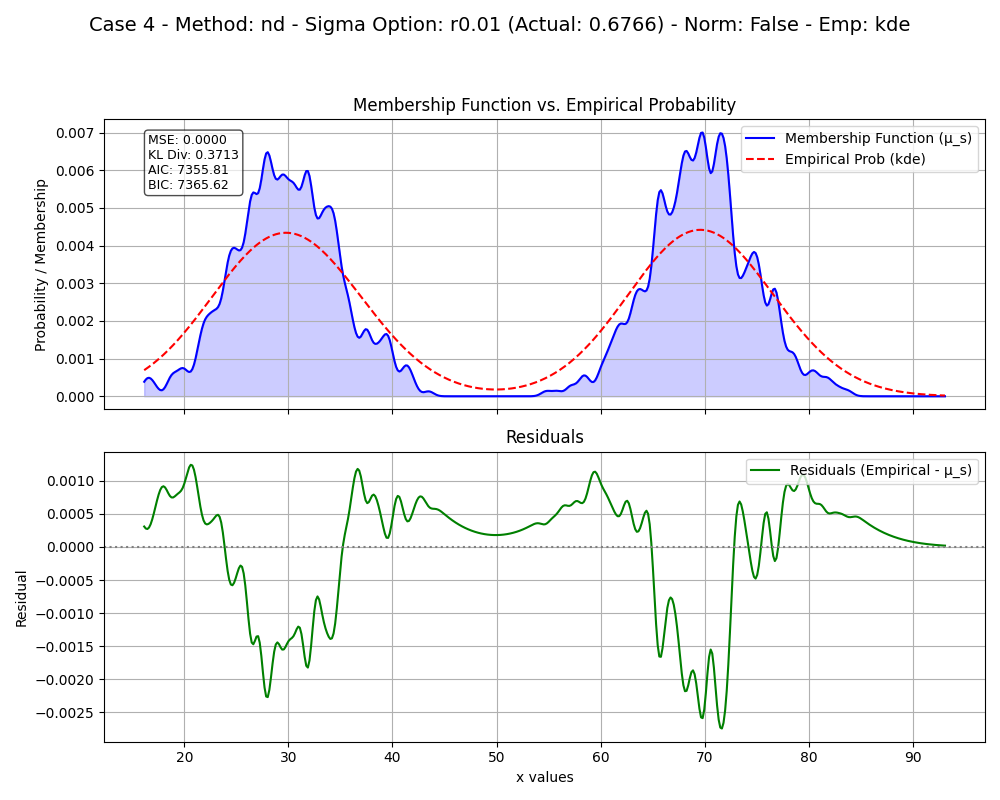 Case 4 - Method: nd - Sigma Option: r0.01 (Actual: 0.6766) - Norm: False - Emp: kde
Membership Function vs. Empirical Probability
0.007
0.006
0.005
0.004
0.003
0.002
0.001
0.000
Probability / Membership
MSE: 0.0000
KL Div: 0.3713
AIC: 7355.81
BIC: 7365.62
Membership Function (μ_s)
Empirical Prob (kde)
Residuals
0.0010
0.0005
0.0000
−0.0005
−0.0010
−0.0015
−0.0020
−0.0025
Residual
Residuals (Empirical - μ_s)
20 30 40 50 60 70 80 90
x values